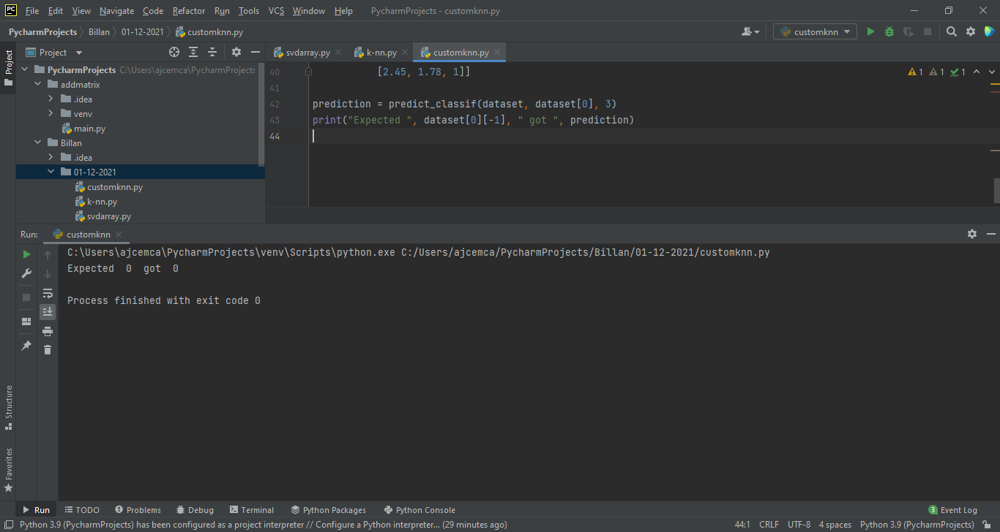 PC File Edit View Navigate Code Refactor Run Tools VCS Window Help PycharmProjects - customknn.py
PycharmProjects Billan 01-12-2021 customknn.py customknn
Project svdarray.py k-nn.py customknn.py
Project
PycharmProjects C:\Users\ajcemca\PycharmProjects
addmatrix
.idea
venv
main.py
Billan
.idea
01-12-2021
customknn.py
k-nn.py
svdarray.py
40 [2.45, 1.78, 1]] 1 1 1
41
42 prediction = predict_classif(dataset, dataset[0], 3)
43 print("Expected ", dataset[0][-1], " got ", prediction)
44
Run: customknn
C:\Users\ajcemca\PycharmProjects\venv\Scripts\python.exe C:/Users/ajcemca/PycharmProjects/Billan/01-12-2021/customknn.py
Expected  0  got  0
Process finished with exit code 0
Structure
Favorites
Run TODO Problems Debug Terminal Python Packages Python Console 3 Event Log
Python 3.9 (PycharmProjects) has been configured as a project interpreter // Configure a Python interpreter... (29 minutes ago) 44:1 CRLF UTF-8 4 spaces Python 3.9 (PycharmProjects)